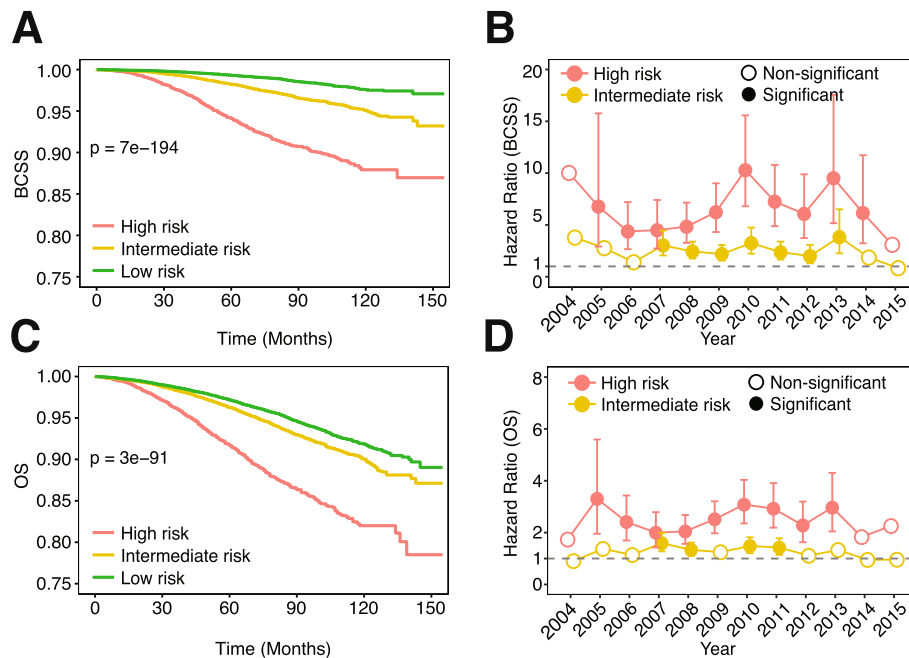 A
BCSS
1.00
0.95
0.90
0.85
0.80
0.75
p = 7e−194
High risk
Intermediate risk
Low risk
0 30 60 90 120 150
Time (Months)
B
Hazard Ratio (BCSS)
20
15
10
5
1
0
High risk
Intermediate risk
Non-significant
Significant
2004 2005 2006 2007 2008 2009 2010 2011 2012 2013 2014 2015
Year
C
OS
1.00
0.95
0.90
0.85
0.80
0.75
p = 3e−91
High risk
Intermediate risk
Low risk
0 30 60 90 120 150
Time (Months)
D
Hazard Ratio (OS)
8
6
4
2
1
0
High risk
Intermediate risk
Non-significant
Significant
2004 2005 2006 2007 2008 2009 2010 2011 2012 2013 2014 2015
Year